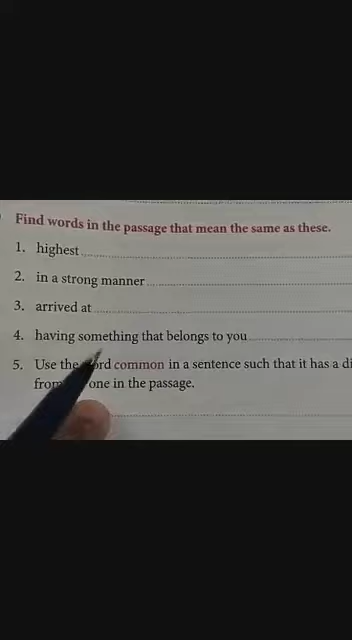 Find words in the passage that mean the same as these.
1. highest
2. in a strong manner
3. arrived at
4. having something that belongs to you
5. Use the common in a sentence such that it has a
one in the passage.